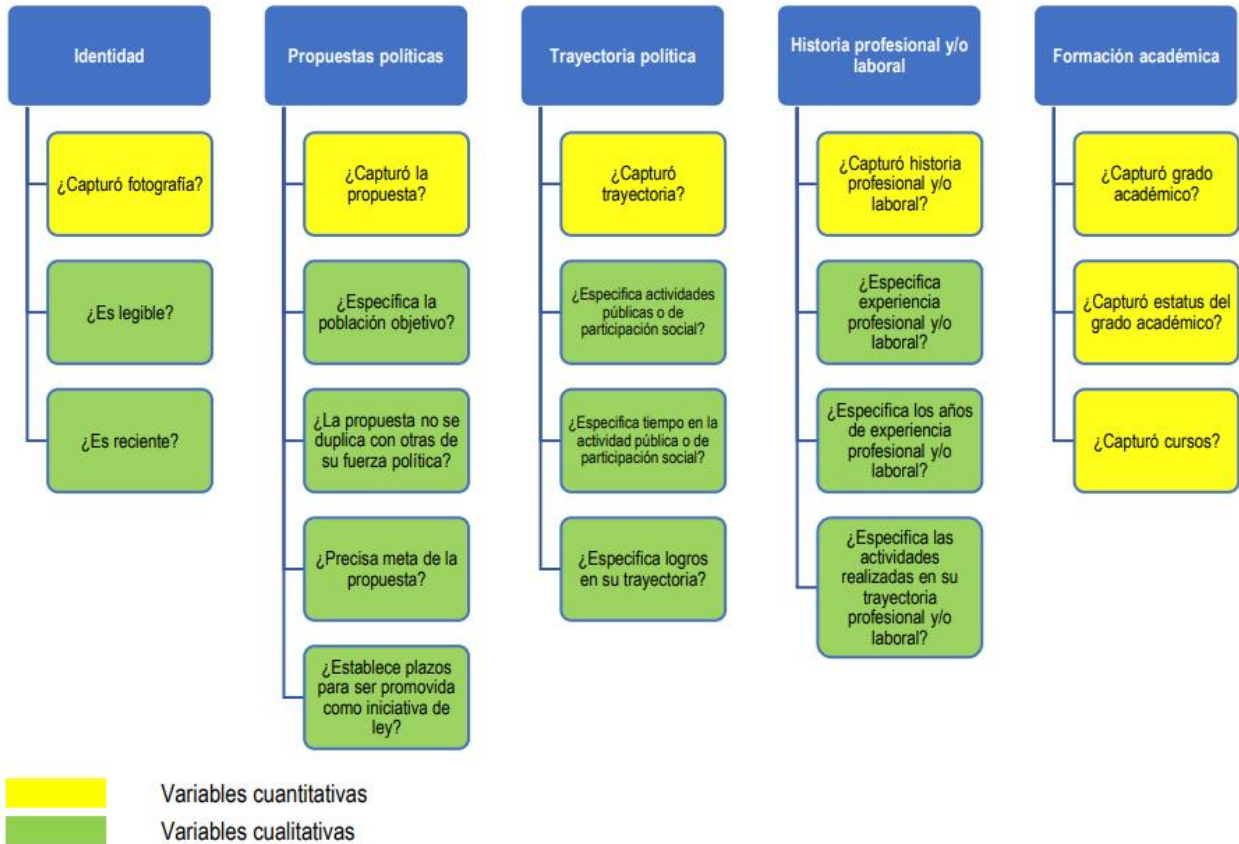 Identidad
¿Capturó fotografía?
¿Es legible?
¿Es reciente?
Propuestas políticas
¿Capturó la
propuesta?
¿Específica la
población objetivo?
¿La propuesta no se
duplica con otras de
su fuerza política?
¿Precisa meta de la
propuesta?
¿Establece plazos
para ser promovida
como iniciativa de
ley?
Trayectoria política
¿Capturó
trayectoria?
¿Especifica actividades
públicas o de
participación social?
¿Especifica tiempo en la
actividad pública o de
participación social?
¿Especifica logros
en su trayectoria?
Historia profesional y/o
laboral
¿Capturó historia
profesional y/o
laboral?
¿Especifica
experiencia
profesional y/o
laboral?
¿Especifica los años
de experiencia
profesional y/o
laboral?
¿Especifica las
actividades
realizadas en su
trayectoria
profesional y/o
laboral?
Formación académica
¿Capturó grado
académico?
¿Capturó estatus del
grado académico?
¿Capturó cursos?
Variables cuantitativas
Variables cualitativas